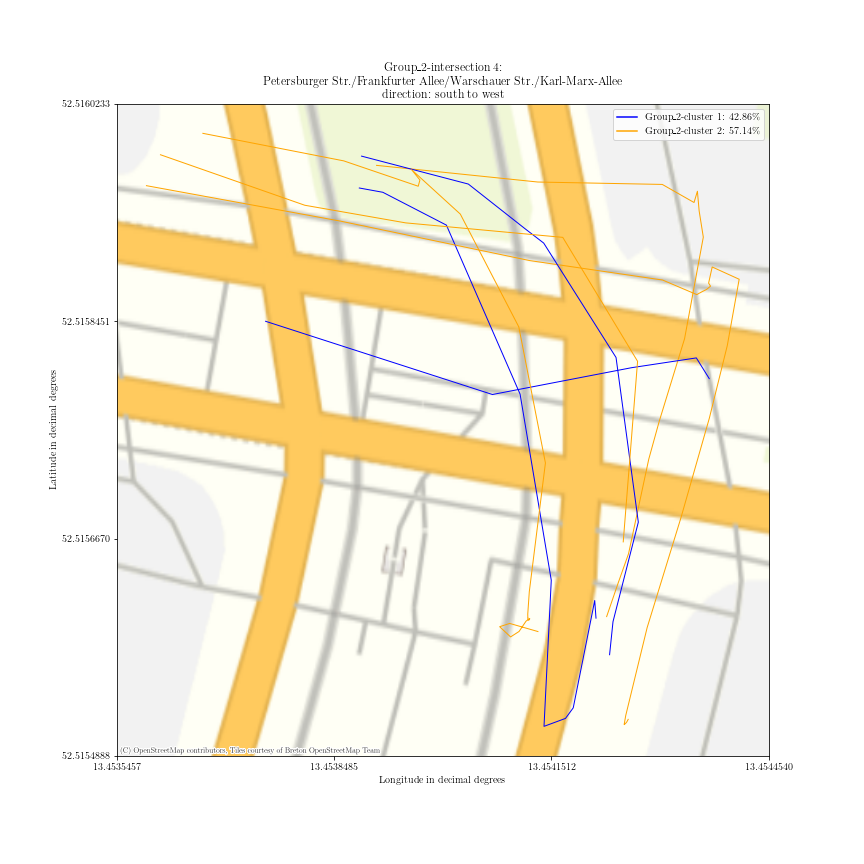 Group_2-intersection 4:
Petersburger Str./Frankfurter Allee/Warschauer Str./Karl-Marx-Allee
direction: south to west
Group_2-cluster 1: 42.86%
Group_2-cluster 2: 57.14%
52.5160233
52.5158451
52.5156670
52.5154888
Latitude in decimal degrees
(C) OpenStreetMap contributors, Tiles courtesy of Breton OpenStreetMap Team
13.4535457
13.4538485
13.4541512
13.4544540
Longitude in decimal degrees